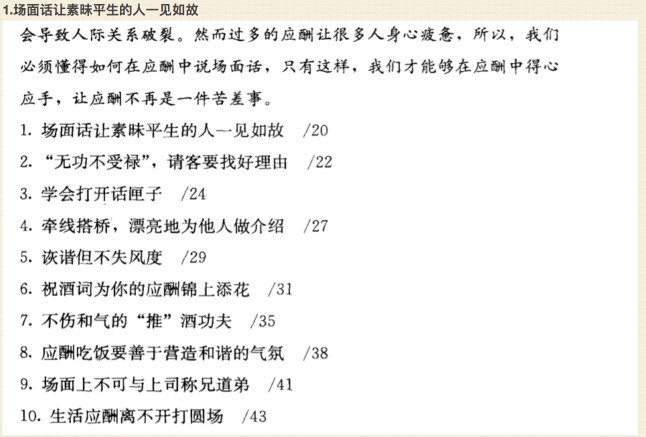 1.场面话让素昧平生的人一见如故
会导致人际关系破裂。然而过多的应酬让很多人身心疲惫，所以，我们
必须懂得如何在应酬中说场面话，只有这样，我们才能够在应酬中得心
应手，让应酬不再是一件苦差事。
1. 场面话让素昧平生的人一见如故 /20
2. “无功不受禄”，请客要找好理由 /22
3. 学会打开话匣子 /24
4. 牵线搭桥，漂亮地为他人做介绍 /27
5. 诙谐但不失风度 /29
6. 祝酒词为你的应酬锦上添花 /31
7. 不伤和气的“推”酒功夫 /35
8. 应酬吃饭要善于营造和谐的气氛 /38
9. 场面上不可与上司称兄道弟 /41
10. 生活应酬离不开打圆场 /43